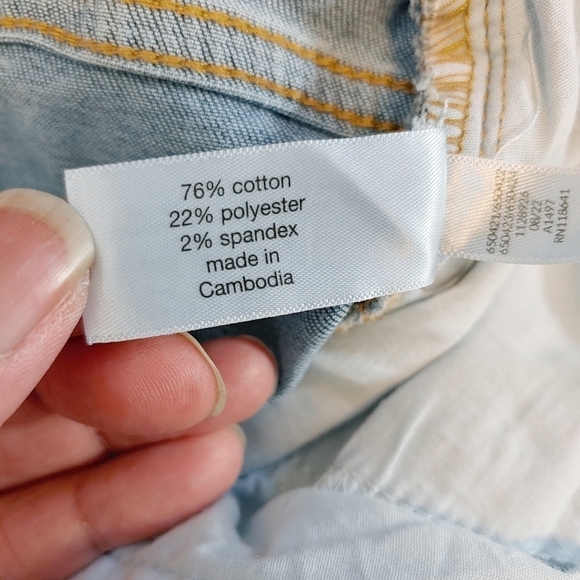 76% cotton
22% polyester
2% spandex
made in
Cambodia
1128926
08/22
A1497
RN118641